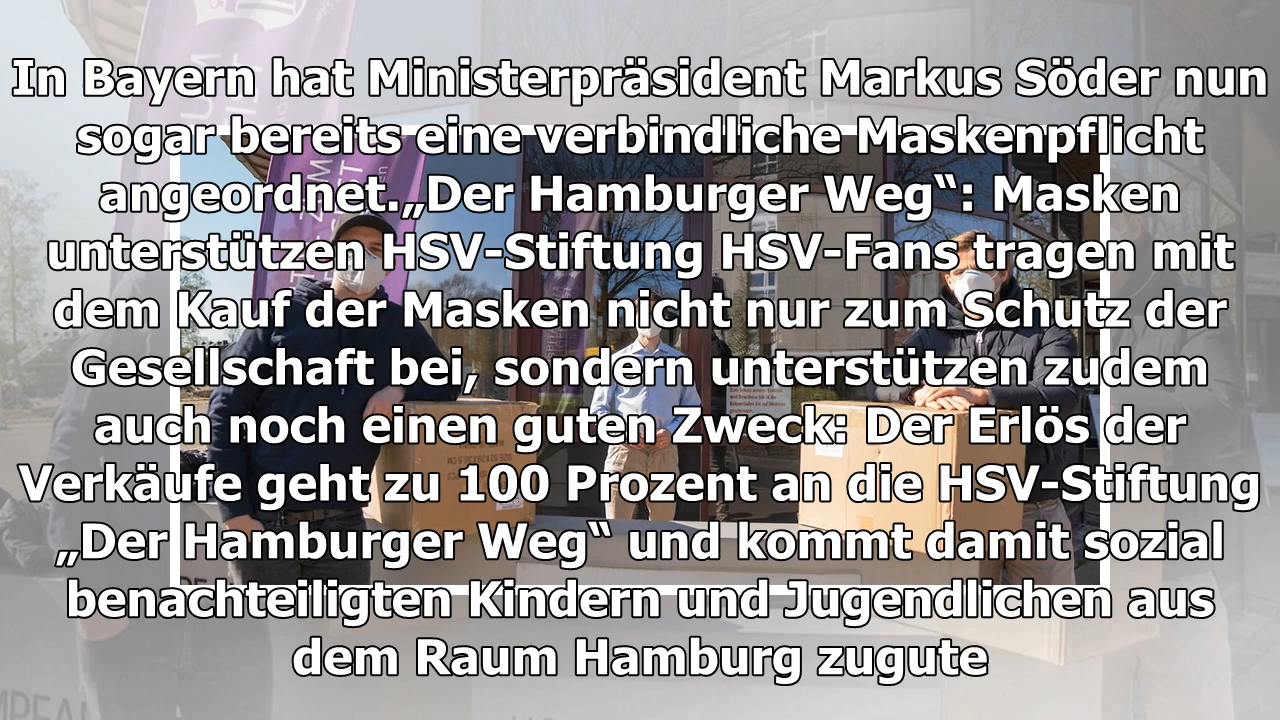 In Bayern hat Ministerpräsident Markus Söder nun
sogar bereits eine verbindliche Maskenpflicht
angeordnet.„Der Hamburger Weg“: Masken
unterstützen HSV-Stiftung HSV-Fans tragen mit
dem Kauf der Masken nicht nur zum Schutz der
Gesellschaft bei, sondern unterstützen zudem
auch noch einen guten Zweck: Der Erlös der
Verkäufe geht zu 100 Prozent an die HSV-Stiftung
„Der Hamburger Weg“ und kommt damit sozial
benachteiligten Kindern und Jugendlichen aus
dem Raum Hamburg zugute